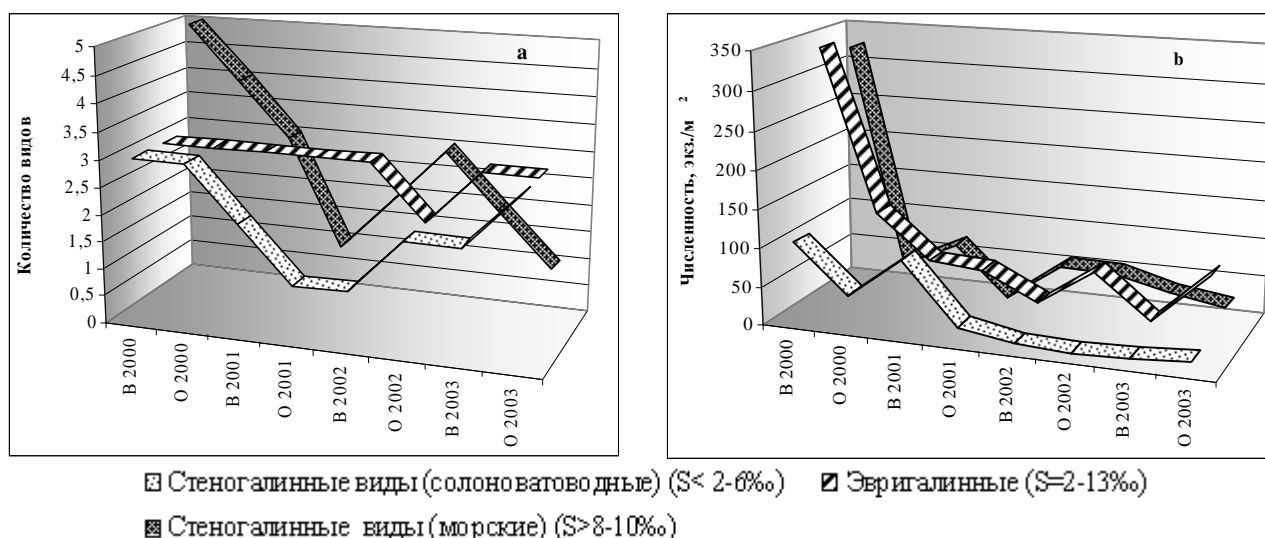 a
Количество видов
5
4,5
4
3,5
3
2,5
2
1,5
1
0,5
0
В 2000
О 2000
В 2001
О 2001
В 2002
О 2002
В 2003
О 2003
b
Численность, экз./м 2
350
300
250
200
150
100
50
0
В 2000
О 2000
В 2001
О 2001
В 2002
О 2002
В 2003
О 2003
Стеногалинные виды (солоноватоводные) (S< 2-6‰)
Эвригалинные (S=2-13‰)
Стеногалинные виды (морские) (S>8-10‰)